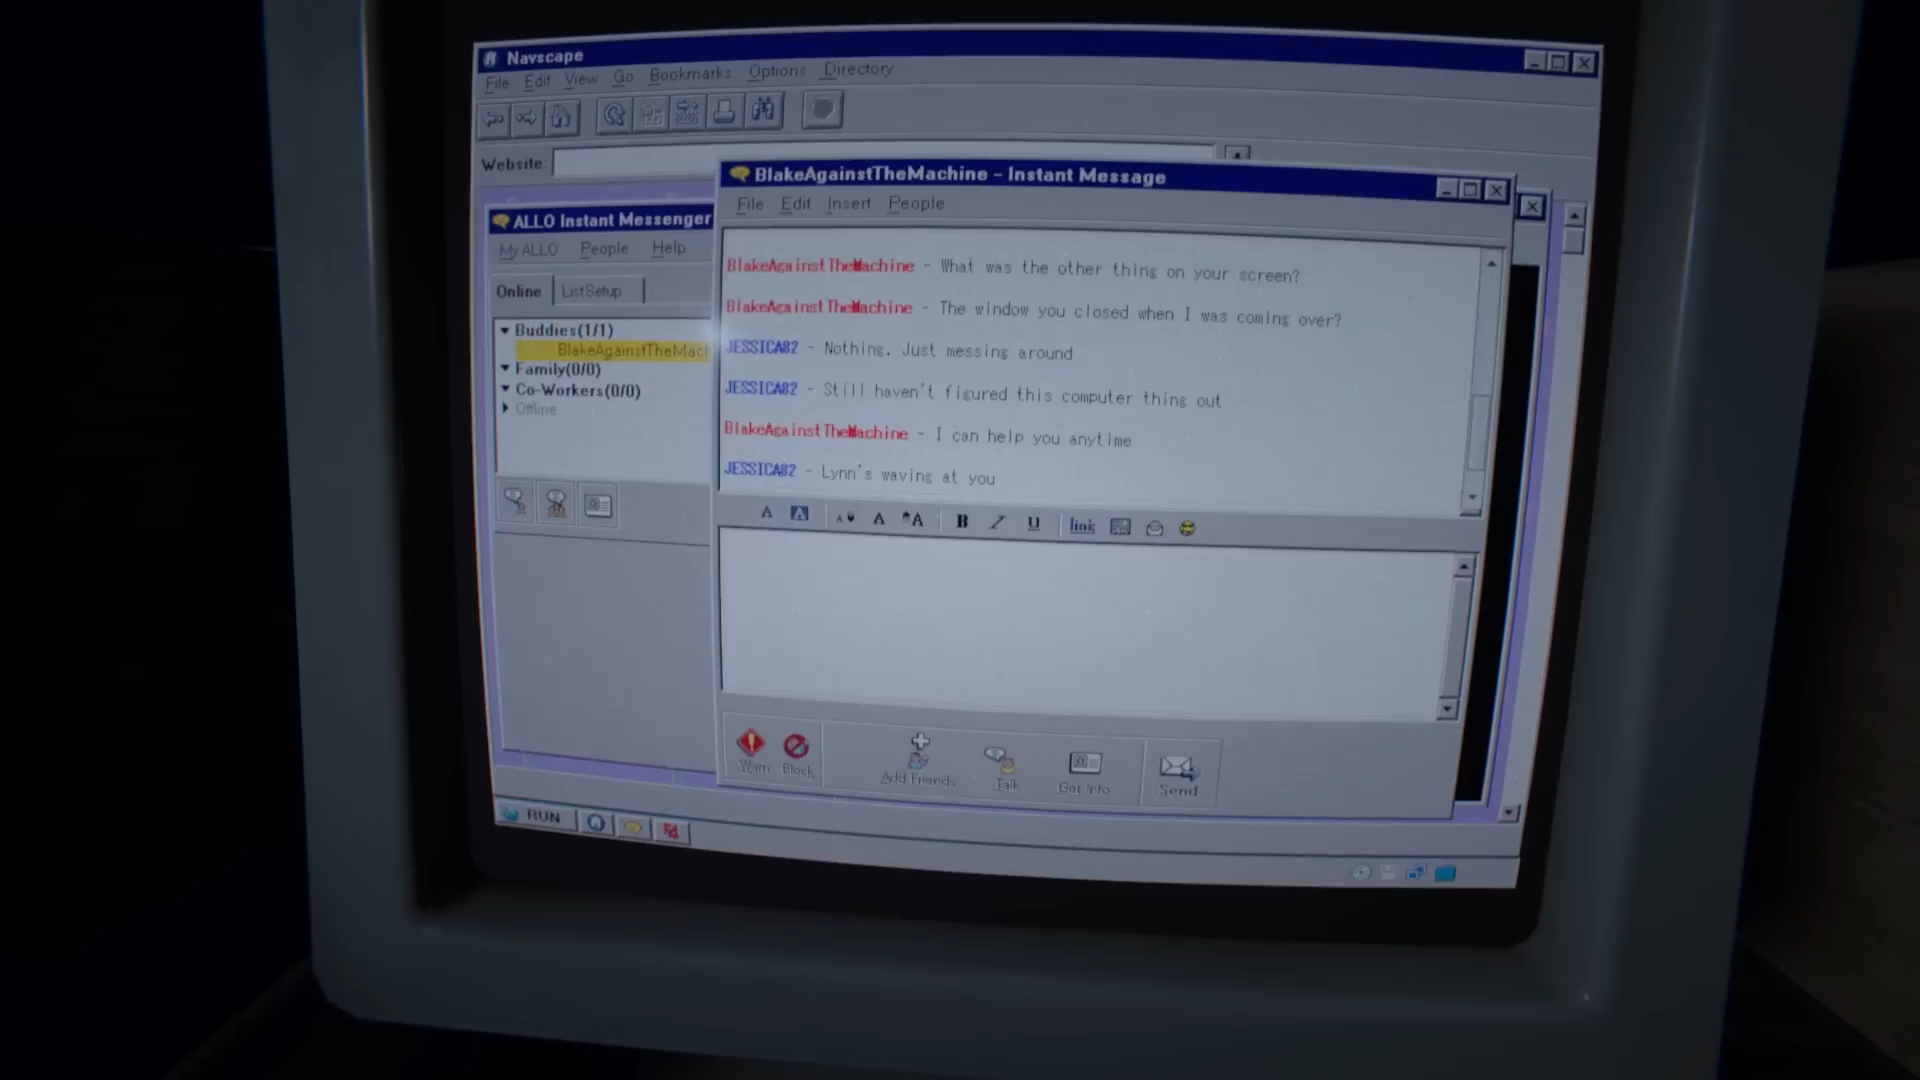 Navscape
File Edit View Go Bookmarks Options Directory
Website:
ALLO Instant Messenger
My ALLO People Help
Online ListSetup
Buddies(1/1)
BlakeAgainstTheMach
Family(0/0)
Co-Workers(0/0)
Offline
BlakeAgainstTheMachine - Instant Message
File Edit Insert People
BlakeAgainstTheMachine - What was the other thing on your screen?
BlakeAgainstTheMachine - The window you closed when I was coming over?
JESSICA82 - Nothing. Just messing around
JESSICA82 - Still haven't figured this computer thing out
BlakeAgainstTheMachine - I can help you anytime
JESSICA82 - Lynn's waving at you
A A A A A B I U link
Warn Block Add Friends Talk Get Info Send
RUN